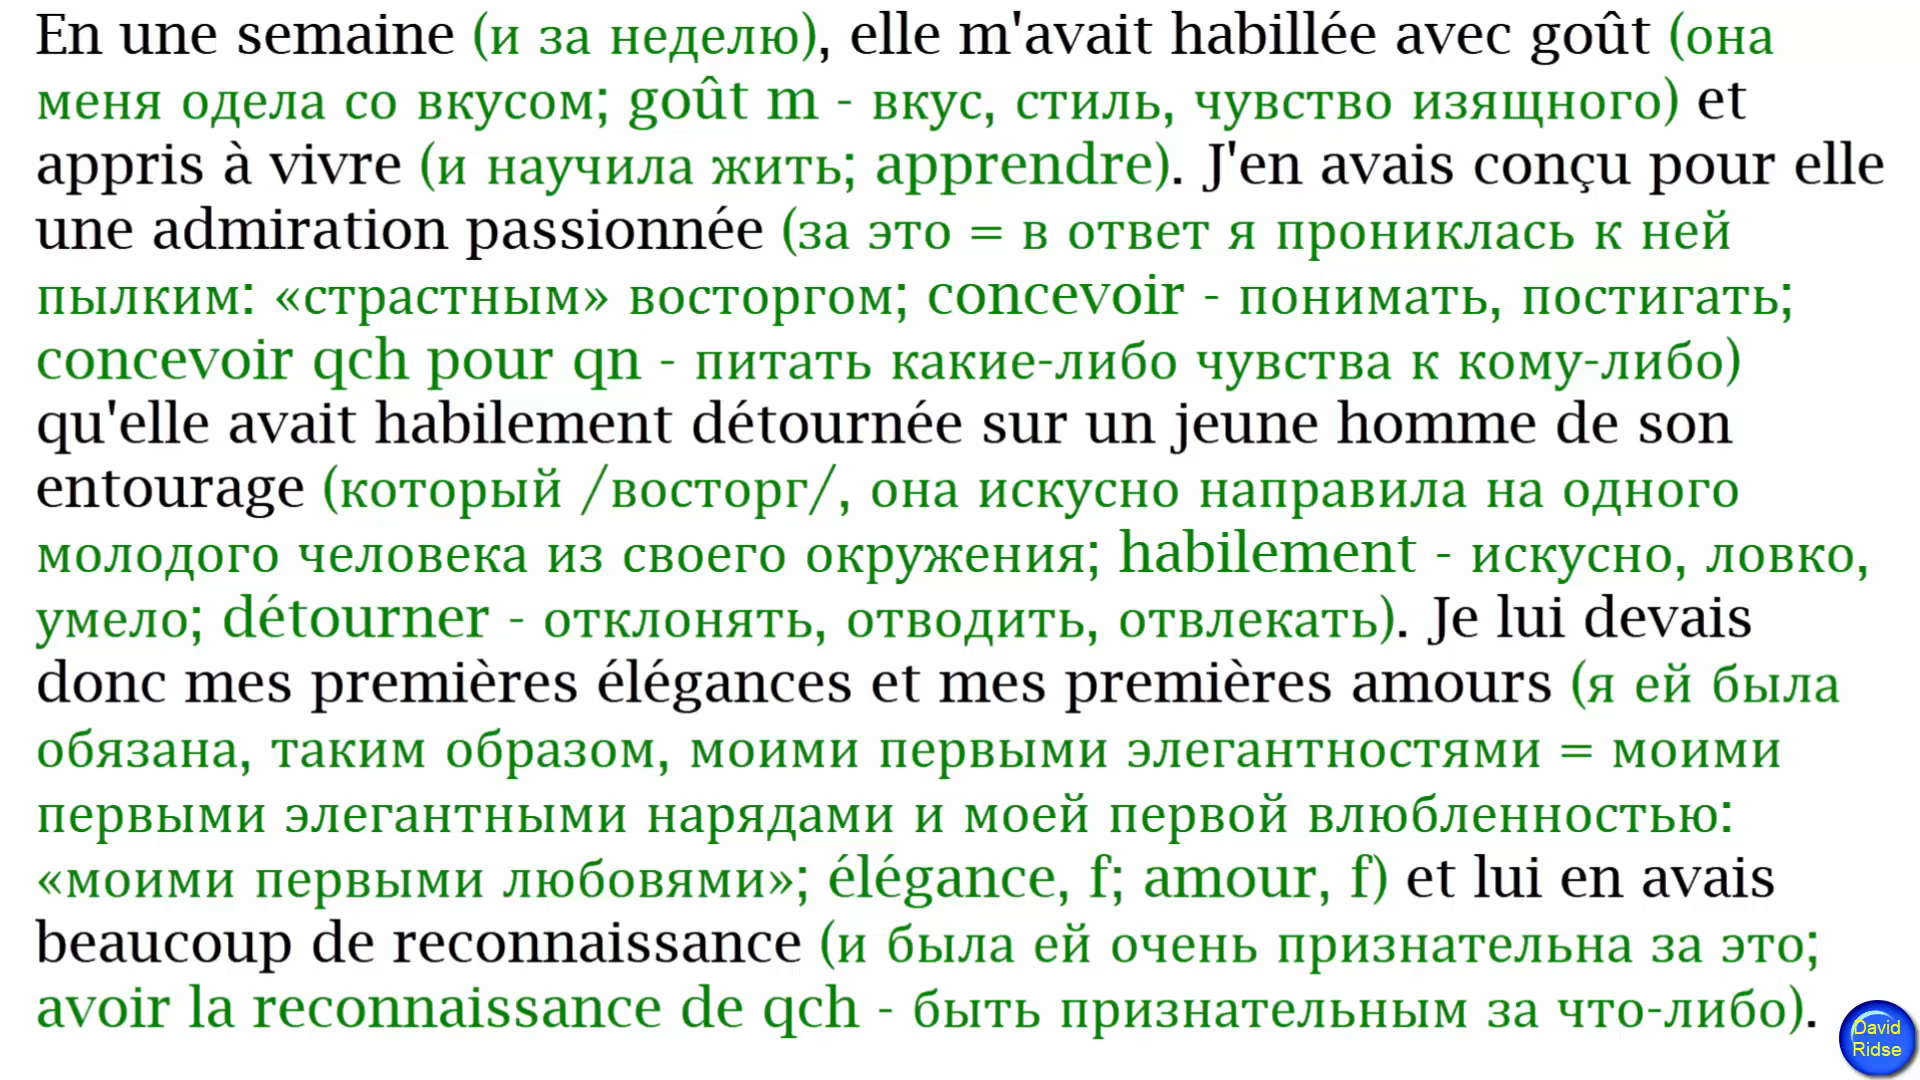 En une semaine (и за неделю), elle m'avait habillée avec goût (она
меня одела со вкусом; goût m - вкус, стиль, чувство изящного) et
appris à vivre (и научила жить; apprendre). J'en avais conçu pour elle
une admiration passionnée (за это = в ответ я прониклась к ней
пылким: «страстным» восторгом; concevoir - понимать, постигать;
concevoir qch pour qn - питать какие-либо чувства к кому-либо)
qu'elle avait habilement détournée sur un jeune homme de son
entourage (который /восторг/, она искусно направила на одного
молодого человека из своего окружения; habilement - искусно, ловко,
умело; détourner - отклонять, отводить, отвлекать). Je lui devais
donc mes premières élégances et mes premières amours (я ей была
обязана, таким образом, моими первыми элегантностями = моими
первыми элегантными нарядами и моей первой влюбленностью:
«моими первыми любовями»; élégance, f; amour, f) et lui en avais
beaucoup de reconnaissance (и была ей очень признательна за это;
avoir la reconnaissance de qch - быть признательным за что-либо).
David
Ridse